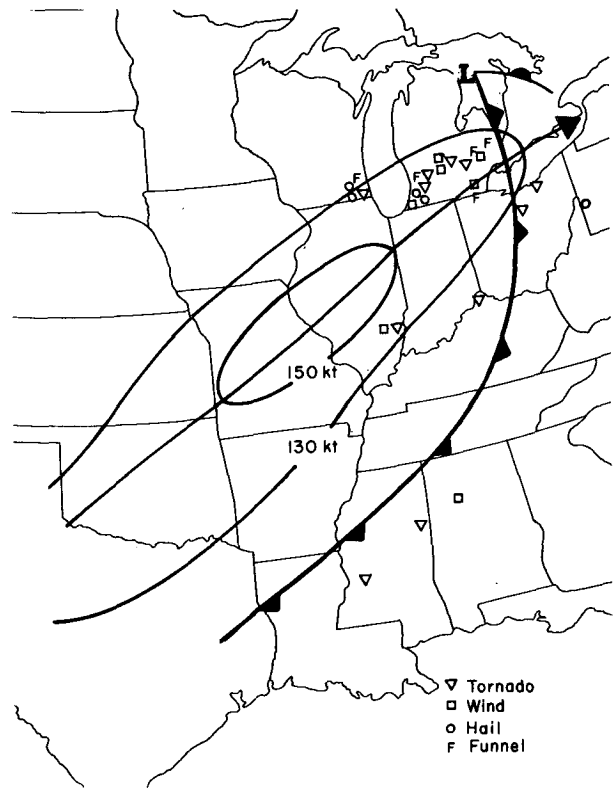 L
F F
F
F
F
150 kt
130 kt
▽ Tornado
□ Wind
○ Hail
F Funnel